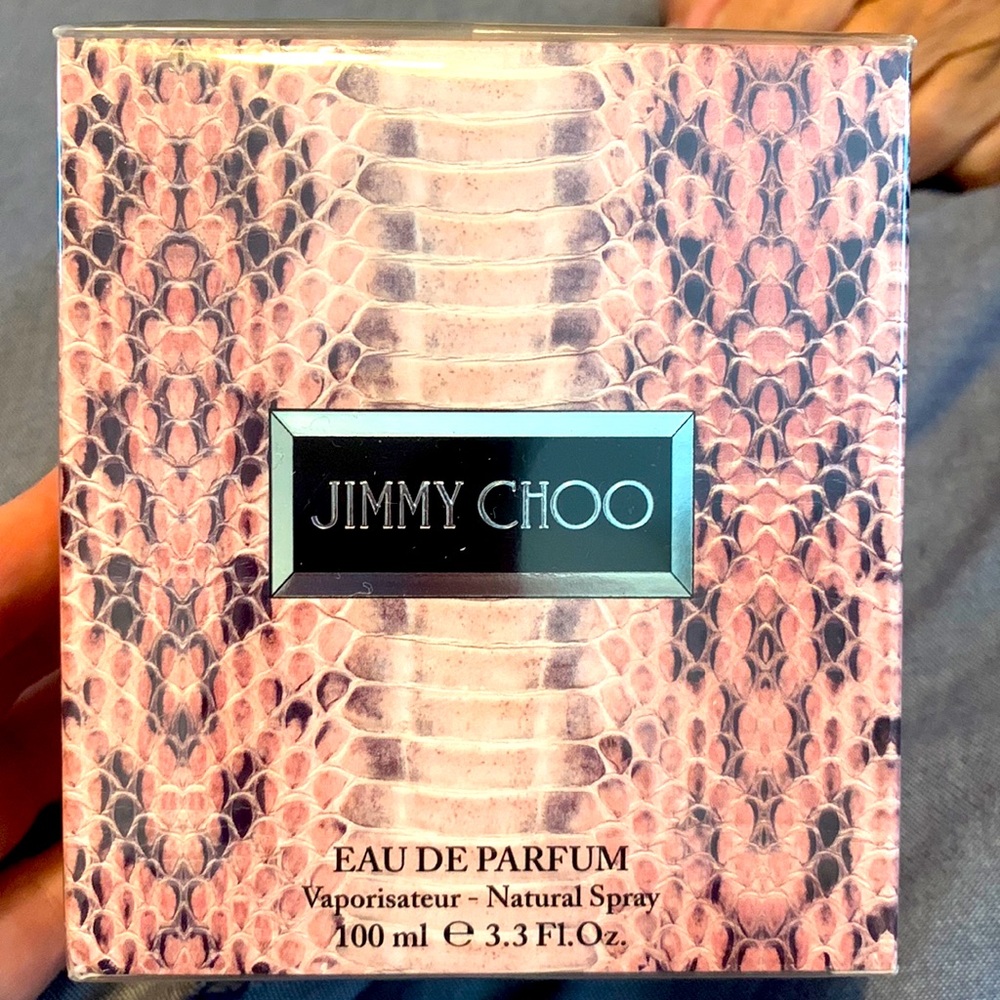 JIMMY CHOO
EAU DE PARFUM
Vaporisateur - Natural Spray
100 ml ℮ 3.3 Fl.Oz.